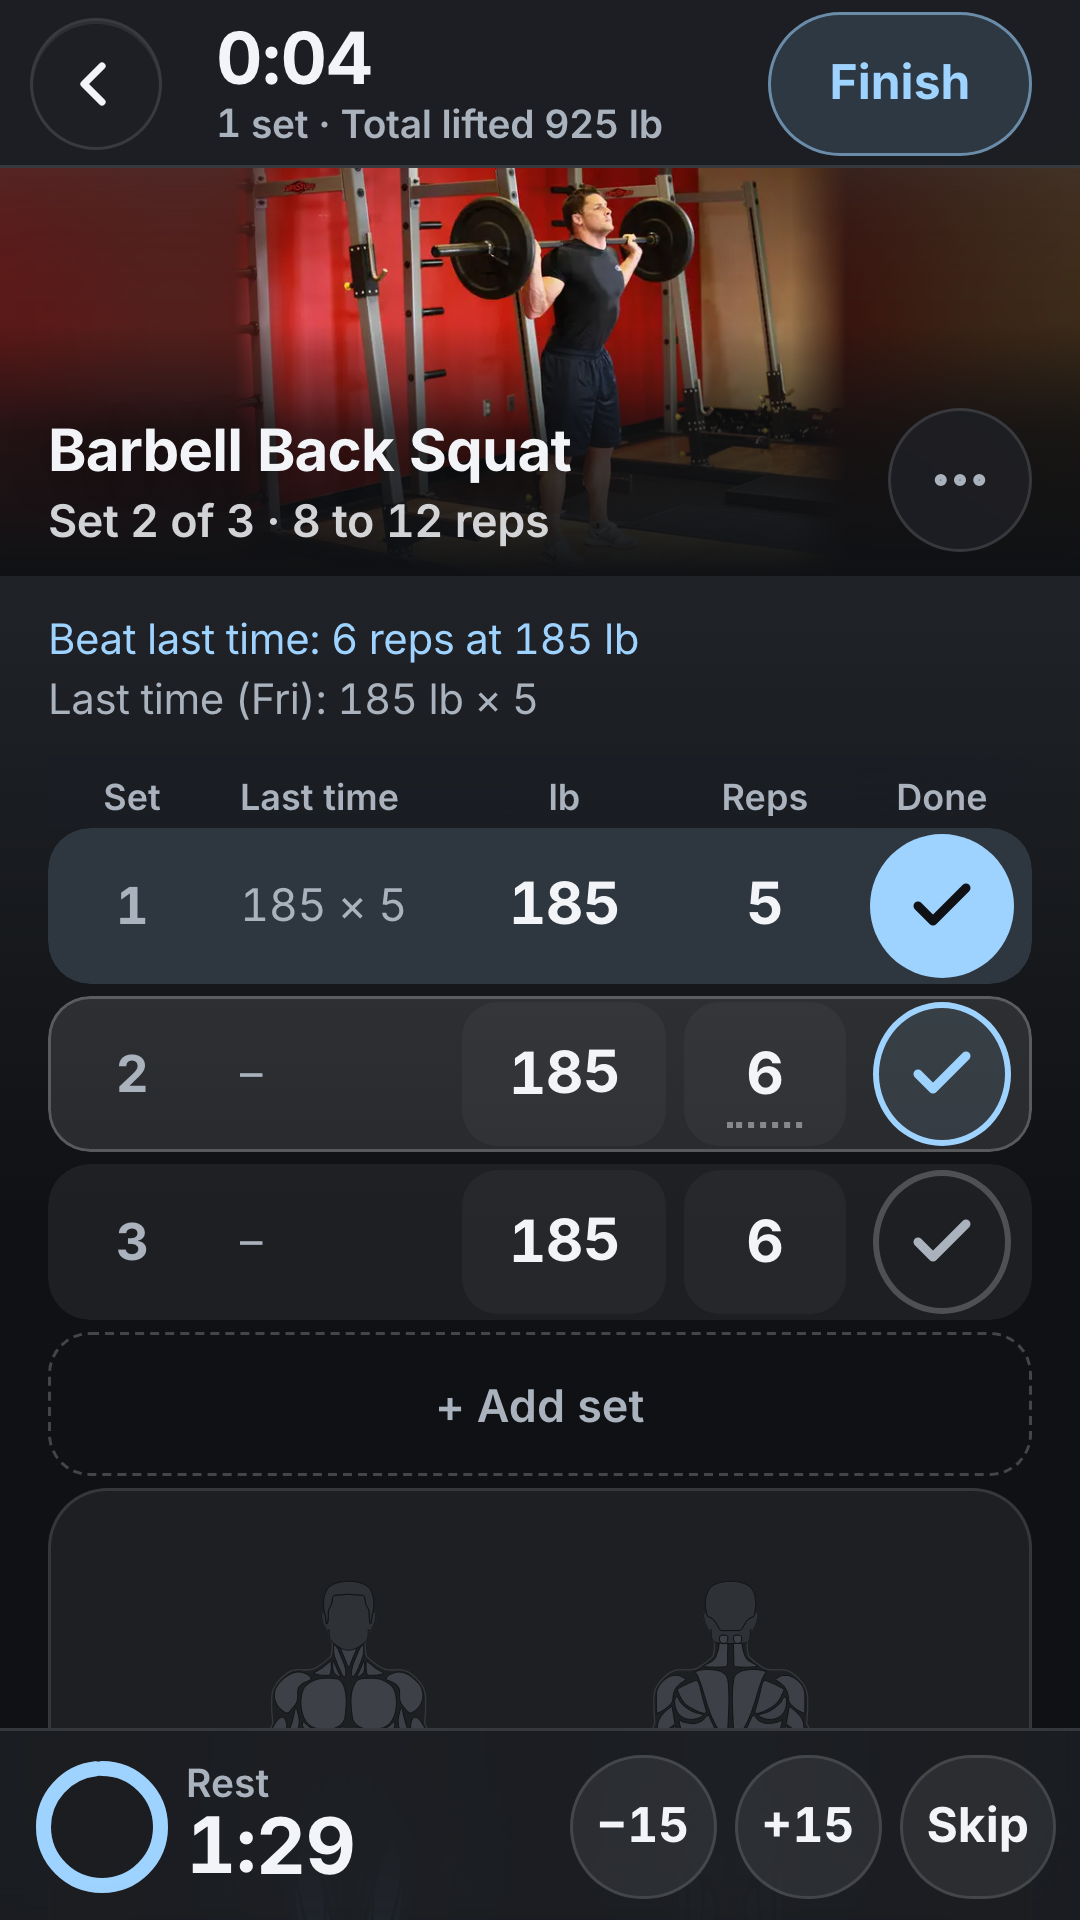 0:04
1 set · Total lifted 925 lb
Finish
Barbell Back Squat
Set 2 of 3 · 8 to 12 reps
Beat last time: 6 reps at 185 lb
Last time (Fri): 185 lb × 5
Set Last time lb Reps Done
1 185 × 5 185 5
2 – 185 6
3 – 185 6
+ Add set
Rest
1:29
−15 +15 Skip